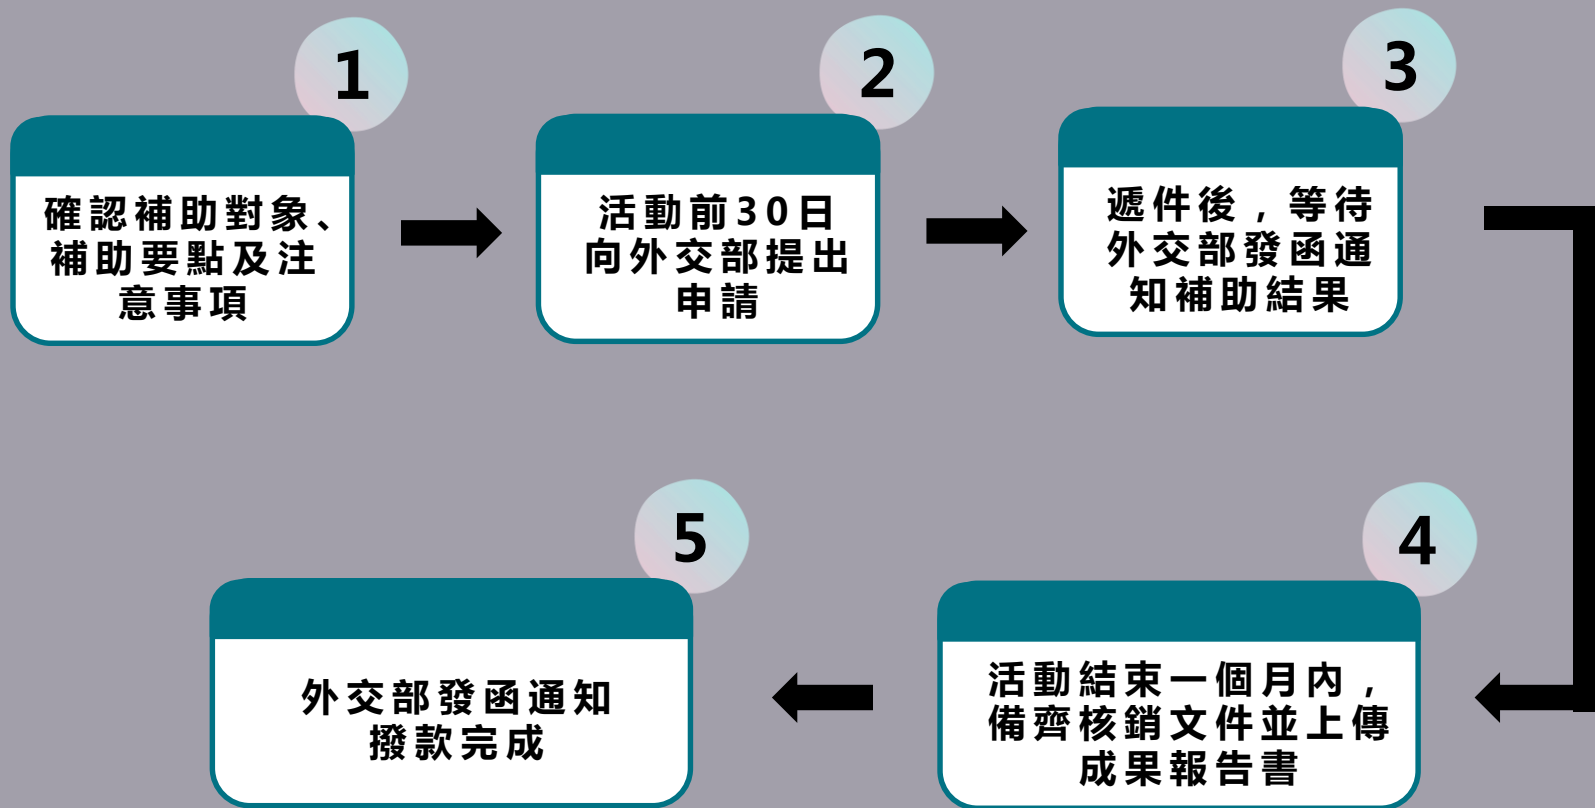 1
確認補助對象、
補助要點及注
意事項
2
活動前30日
向外交部提出
申請
3
遞件後，等待
外交部發函通
知補助結果
4
活動結束一個月內，
備齊核銷文件並上傳
成果報告書
5
外交部發函通知
撥款完成